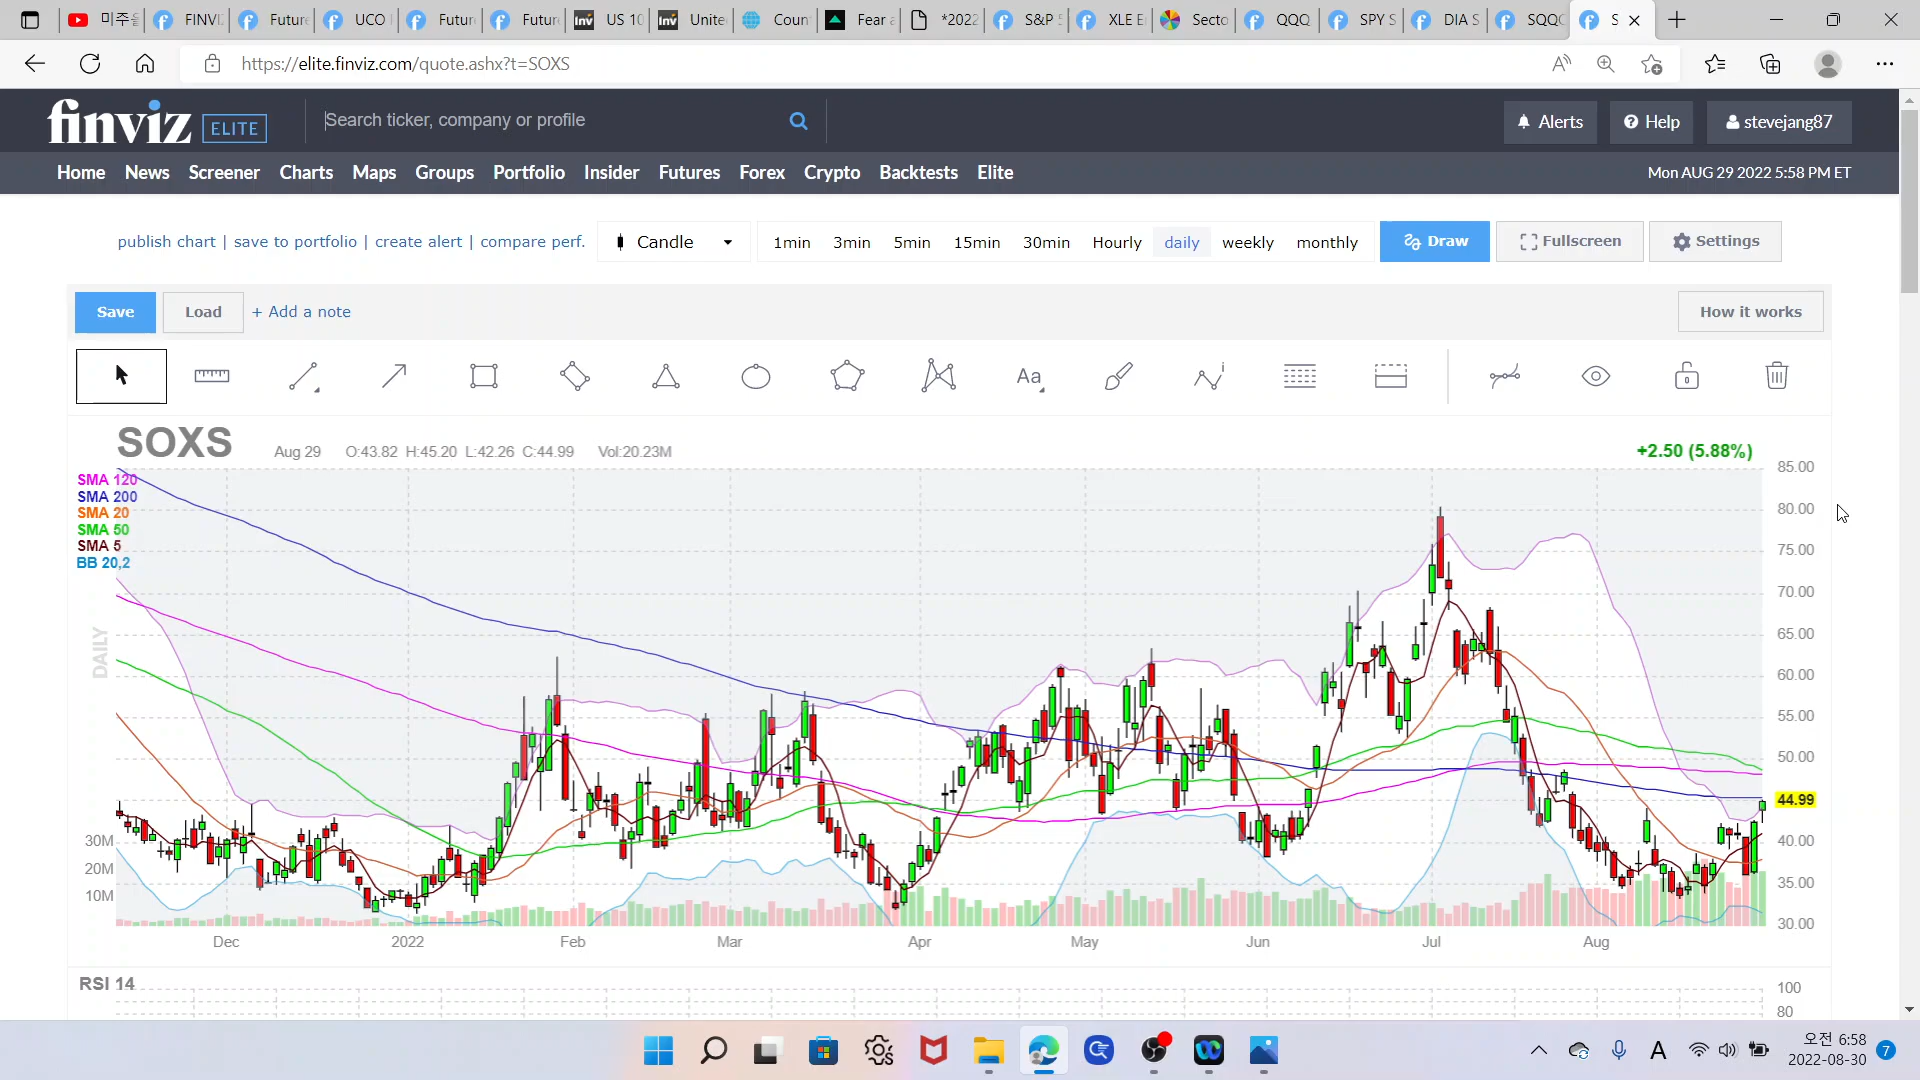 미주
FINVI
Future
UCO
Future
Future
US 10
Unite
Coun
Fear a
*2022
S&P 5
XLE E
Secto
QQQ
SPY S
DIA S
SQQQ
S
https://elite.finviz.com/quote.ashx?t=SOXS
finviz ELITE
Search ticker, company or profile
Alerts
Help
stevejang87
Home News Screener Charts Maps Groups Portfolio Insider Futures Forex Crypto Backtests Elite
Mon AUG 29 2022 5:58 PM ET
publish chart | save to portfolio | create alert | compare perf.
Candle
1min 3min 5min 15min 30min Hourly daily weekly monthly
Draw
Fullscreen
Settings
Save
Load
+ Add a note
How it works
Aa
SOXS
Aug 29 O:43.82 H:45.20 L:42.26 C:44.99 Vol:20.23M
+2.50 (5.88%)
SMA 120
SMA 200
SMA 20
SMA 50
SMA 5
BB 20,2
DAILY
85.00
80.00
75.00
70.00
65.00
60.00
55.00
50.00
44.99
40.00
35.00
30.00
30M
20M
10M
Dec 2022 Feb Mar Apr May Jun Jul Aug
RSI 14
100
80
A
오전 6:58
2022-08-30
7